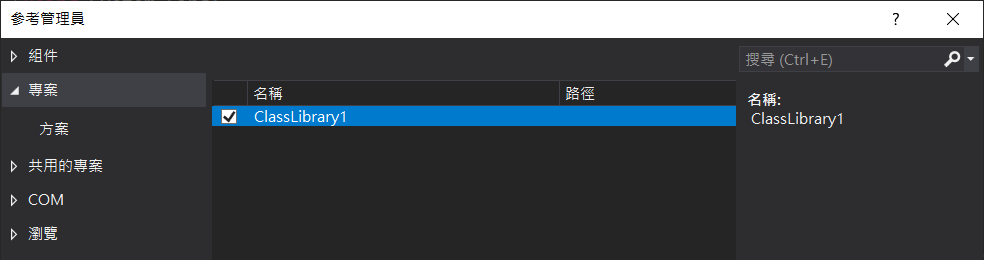 參考管理員
?
組件
專案
方案
共用的專案
COM
瀏覽
名稱 路徑
ClassLibrary1
搜尋 (Ctrl+E)
名稱:
ClassLibrary1